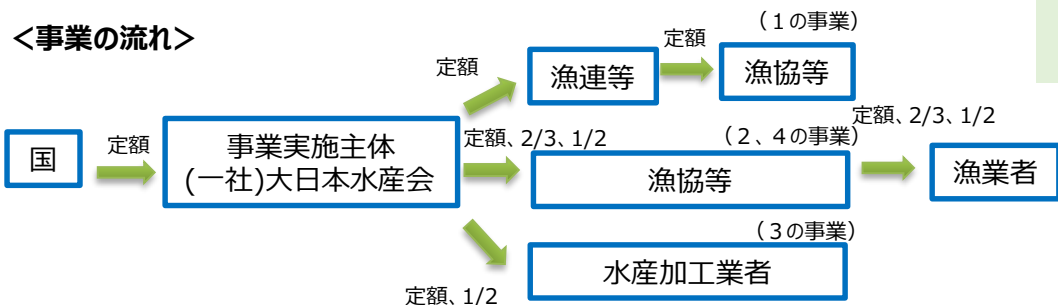 <事業の流れ>
(1の事業)
定額
定額
漁連等
漁協等
定額
国
事業実施主体
(一社)大日本水産会
定額、2/3、1/2
(2、4の事業)
漁協等
定額、2/3、1/2
漁業者
(3の事業)
水産加工業者
定額、1/2